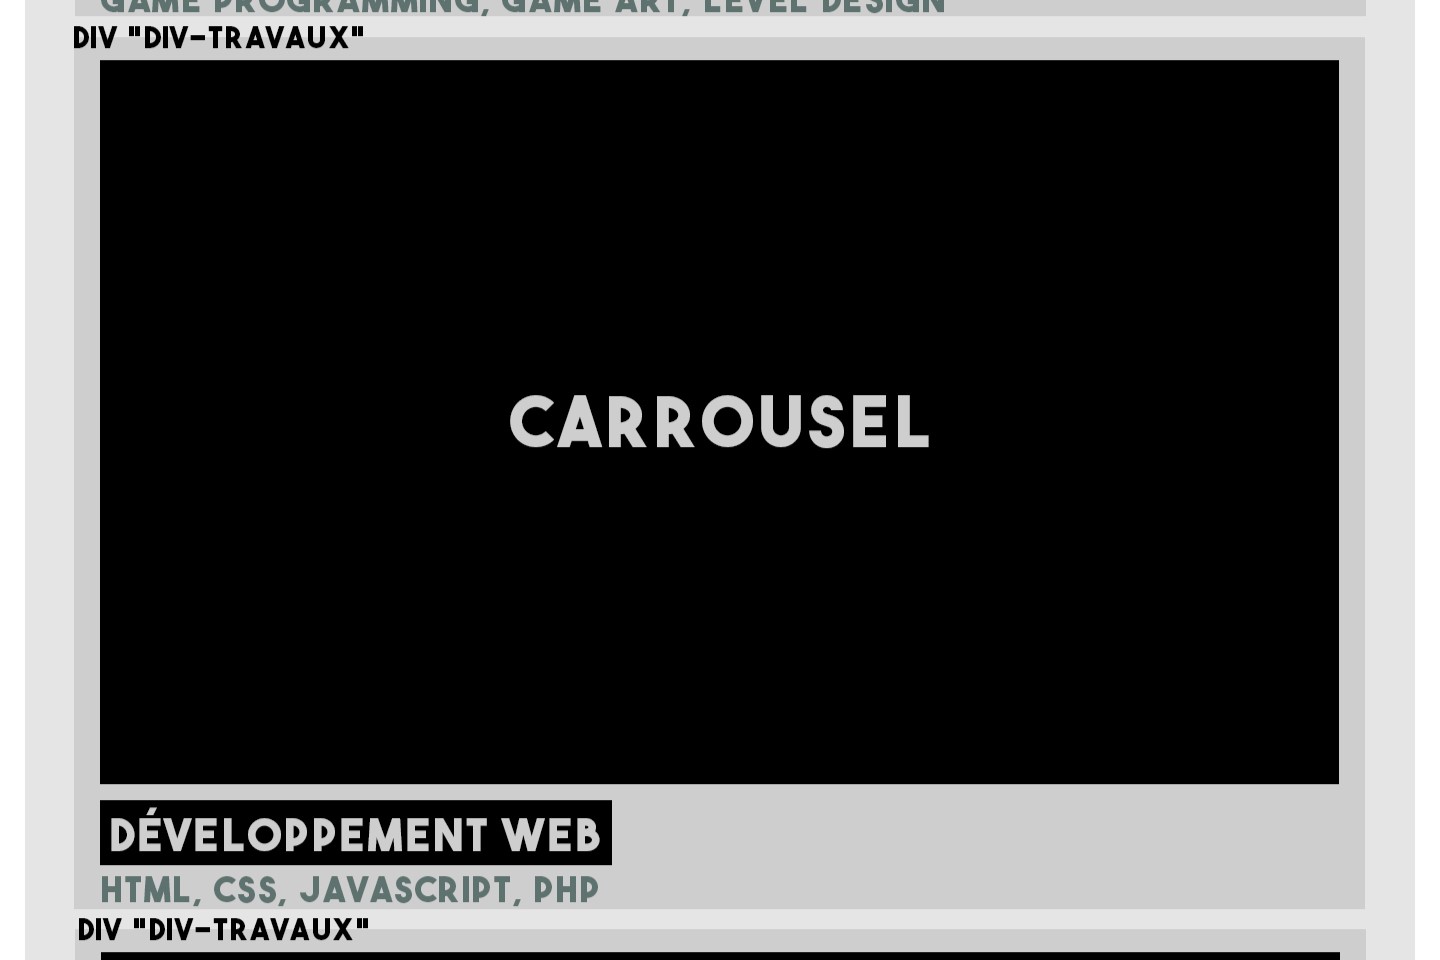 GAME PROGRAMMING, GAME ART, LEVEL DESIGN
DIV "DIV-TRAVAUX"
CARROUSEL
DÉVELOPPEMENT WEB
HTML, CSS, JAVASCRIPT, PHP
DIV "DIV-TRAVAUX"